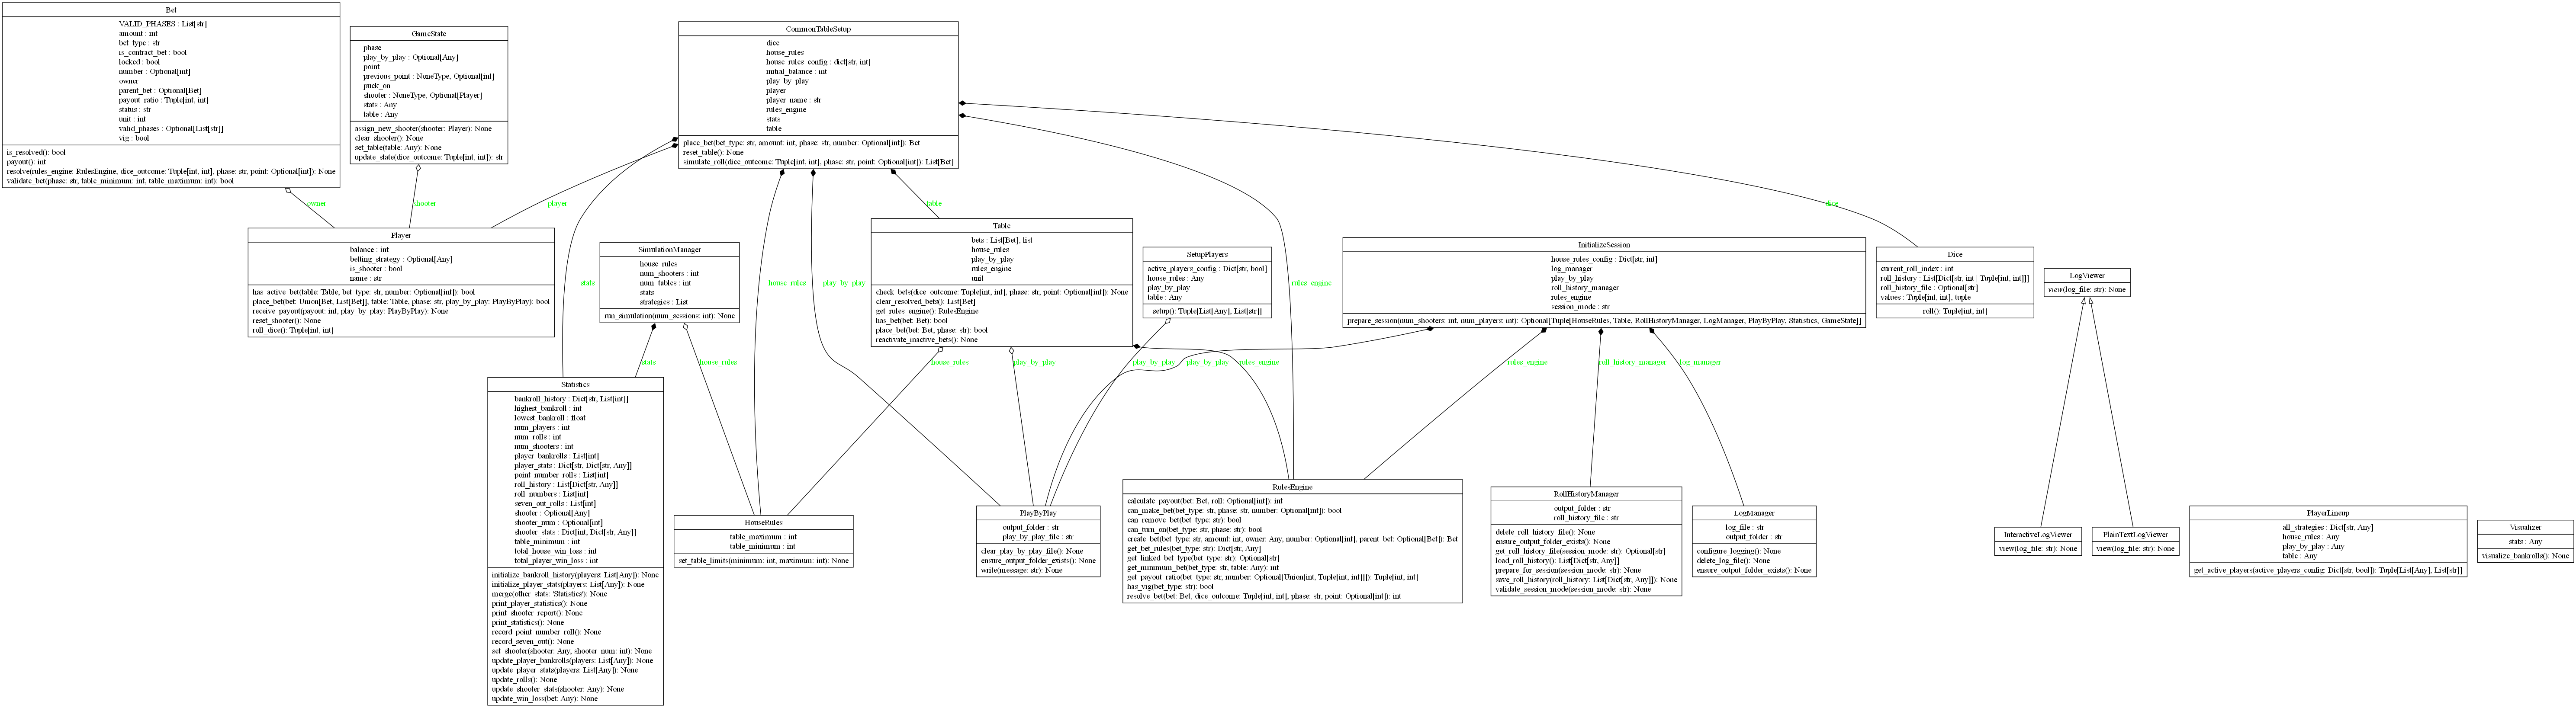 Bet
VALID_PHASES : List[str]
amount : int
bet_type : str
is_contract_bet : bool
locked : bool
number : Optional[int]
owner
parent_bet : Optional[Bet]
payout_ratio : Tuple[int, int]
status : str
unit : int
valid_phases : Optional[List[str]]
vig : bool
is_resolved(): bool
payout(): int
resolve(rules_engine: RulesEngine, dice_outcome: Tuple[int, int], phase: str, point: Optional[int]): None
validate_bet(phase: str, table_minimum: int, table_maximum: int): bool
GameState
phase
play_by_play : Optional[Any]
point
previous_point : NoneType, Optional[int]
puck_on
shooter : NoneType, Optional[Player]
stats : Any
table : Any
assign_new_shooter(shooter: Player): None
clear_shooter(): None
set_table(table: Any): None
update_state(dice_outcome: Tuple[int, int]): str
CommonTableSetup
dice
house_rules
house_rules_config : dict[str, int]
initial_balance : int
play_by_play
player
player_name : str
rules_engine
stats
table
place_bet(bet_type: str, amount: int, phase: str, number: Optional[int]): Bet
reset_table(): None
simulate_roll(dice_outcome: Tuple[int, int], phase: str, point: Optional[int]): List[Bet]
owner
shooter
player
table
dice
Player
balance : int
betting_strategy : Optional[Any]
is_shooter : bool
name : str
has_active_bet(table: Table, bet_type: str, number: Optional[int]): bool
place_bet(bet: Union[Bet, List[Bet]], table: Table, phase: str, play_by_play: PlayByPlay): bool
receive_payout(payout: int, play_by_play: PlayByPlay): None
reset_shooter(): None
roll_dice(): Tuple[int, int]
stats
SimulationManager
house_rules
num_shooters : int
num_tables : int
stats
strategies : List
run_simulation(num_sessions: int): None
house_rules
play_by_play
Table
bets : List[Bet], list
house_rules
play_by_play
rules_engine
unit
check_bets(dice_outcome: Tuple[int, int], phase: str, point: Optional[int]): None
clear_resolved_bets(): List[Bet]
get_rules_engine(): RulesEngine
has_bet(bet: Bet): bool
place_bet(bet: Bet, phase: str): bool
reactivate_inactive_bets(): None
SetupPlayers
active_players_config : Dict[str, bool]
house_rules : Any
play_by_play
table : Any
setup(): Tuple[List[Any], List[str]]
rules_engine
InitializeSession
house_rules_config : Dict[str, int]
log_manager
play_by_play
roll_history_manager
rules_engine
session_mode : str
prepare_session(num_shooters: int, num_players: int): Optional[Tuple[HouseRules, Table, RollHistoryManager, LogManager, PlayByPlay, Statistics, GameState]]
Dice
current_roll_index : int
roll_history : List[Dict[str, int | Tuple[int, int]]]
roll_history_file : Optional[str]
values : Tuple[int, int], tuple
roll(): Tuple[int, int]
LogViewer
view(log_file: str): None
stats
house_rules
house_rules
play_by_play
play_by_play
play_by_play
rules_engine
rules_engine
roll_history_manager
log_manager
Statistics
bankroll_history : Dict[str, List[int]]
highest_bankroll : int
lowest_bankroll : float
num_players : int
num_rolls : int
num_shooters : int
player_bankrolls : List[int]
player_stats : Dict[str, Dict[str, Any]]
point_number_rolls : List[int]
roll_history : List[Dict[str, Any]]
roll_numbers : List[int]
seven_out_rolls : List[int]
shooter : Optional[Any]
shooter_num : Optional[int]
shooter_stats : Dict[int, Dict[str, Any]]
table_minimum : int
total_house_win_loss : int
total_player_win_loss : int
initialize_bankroll_history(players: List[Any]): None
initialize_player_stats(players: List[Any]): None
merge(other_stats: 'Statistics'): None
print_player_statistics(): None
print_shooter_report(): None
print_statistics(): None
record_point_number_roll(): None
record_seven_out(): None
set_shooter(shooter: Any, shooter_num: int): None
update_player_bankrolls(players: List[Any]): None
update_player_stats(players: List[Any]): None
update_rolls(): None
update_shooter_stats(shooter: Any): None
update_win_loss(bet: Any): None
HouseRules
table_maximum : int
table_minimum : int
set_table_limits(minimum: int, maximum: int): None
PlayByPlay
output_folder : str
play_by_play_file : str
clear_play_by_play_file(): None
ensure_output_folder_exists(): None
write(message: str): None
RulesEngine
calculate_payout(bet: Bet, roll: Optional[int]): int
can_make_bet(bet_type: str, phase: str, number: Optional[int]): bool
can_remove_bet(bet_type: str): bool
can_turn_on(bet_type: str, phase: str): bool
create_bet(bet_type: str, amount: int, owner: Any, number: Optional[int], parent_bet: Optional[Bet]): Bet
get_bet_rules(bet_type: str): Dict[str, Any]
get_linked_bet_type(bet_type: str): Optional[str]
get_minimum_bet(bet_type: str, table: Any): int
get_payout_ratio(bet_type: str, number: Optional[Union[int, Tuple[int, int]]]): Tuple[int, int]
has_vig(bet_type: str): bool
resolve_bet(bet: Bet, dice_outcome: Tuple[int, int], phase: str, point: Optional[int]): int
RollHistoryManager
output_folder : str
roll_history_file : str
delete_roll_history_file(): None
ensure_output_folder_exists(): None
get_roll_history_file(session_mode: str): Optional[str]
load_roll_history(): List[Dict[str, Any]]
prepare_for_session(session_mode: str): None
save_roll_history(roll_history: List[Dict[str, Any]]): None
validate_session_mode(session_mode: str): None
LogManager
log_file : str
output_folder : str
configure_logging(): None
delete_log_file(): None
ensure_output_folder_exists(): None
InteractiveLogViewer
view(log_file: str): None
PlainTextLogViewer
view(log_file: str): None
PlayerLineup
all_strategies : Dict[str, Any]
house_rules : Any
play_by_play : Any
table : Any
get_active_players(active_players_config: Dict[str, bool]): Tuple[List[Any], List[str]]
Visualizer
stats : Any
visualize_bankrolls(): None